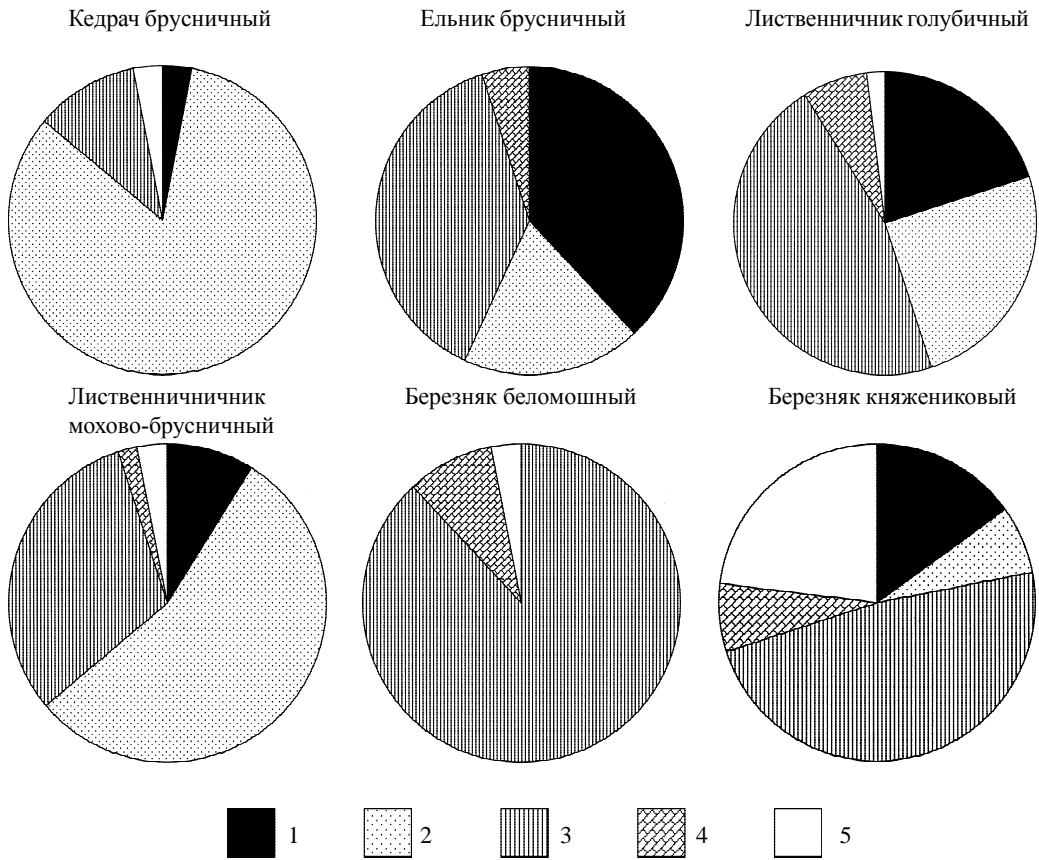 Кедрач брусничный
Ельник брусничный
Лиственничник голубичный
Лиственничничник
мохово-брусничный
Березняк беломошный
Березняк княжениковый
1 2 3 4 5